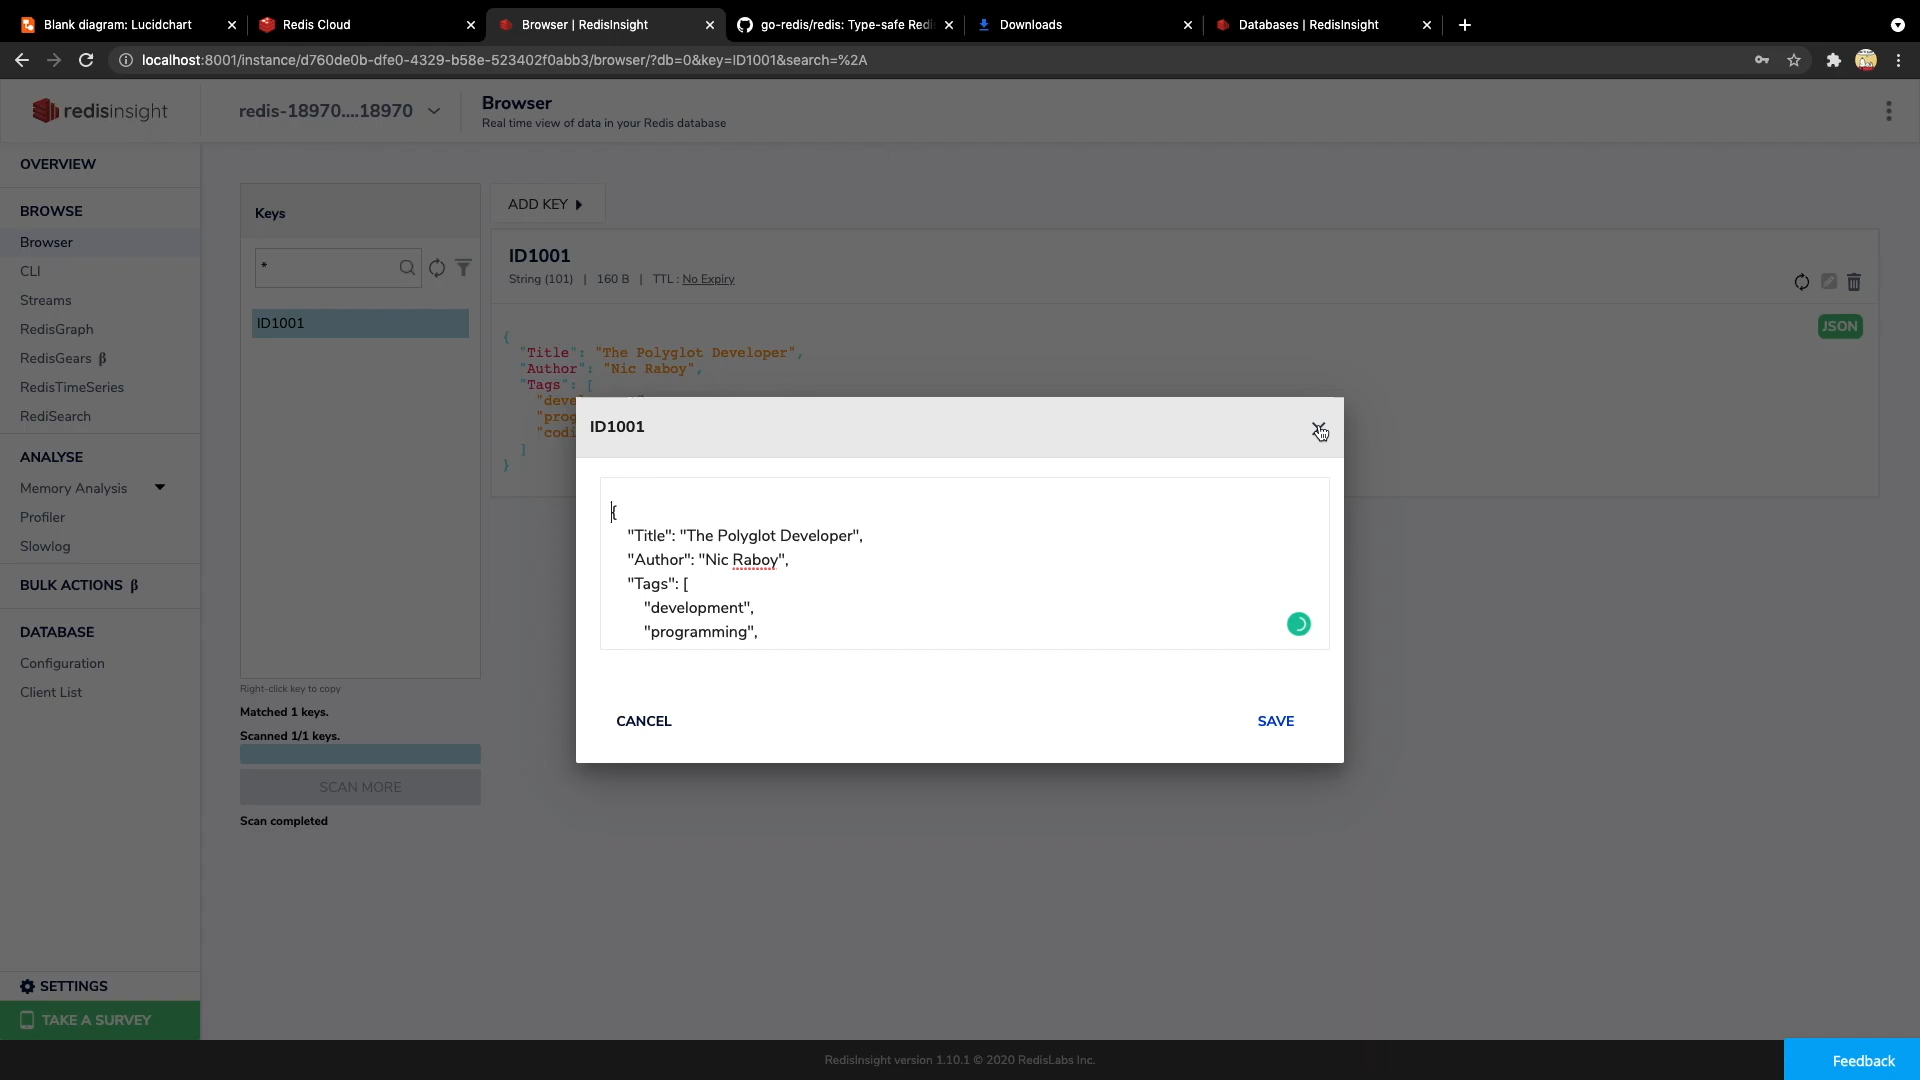 Blank diagram: Lucidchart
Redis Cloud
Browser | RedisInsight
go-redis/redis: Type-safe Redi
Downloads
Databases | RedisInsight
localhost:8001/instance/d760de0b-dfe0-4329-b58e-523402f0abb3/browser/?db=0&key=ID1001&search=%2A
redisinsight
redis-18970....18970
Browser
Real time view of data in your Redis database
OVERVIEW
BROWSE
Browser
CLI
Streams
RedisGraph
RedisGears β
RedisTimeSeries
RediSearch
ANALYSE
Memory Analysis
Profiler
Slowlog
BULK ACTIONS β
DATABASE
Configuration
Client List
SETTINGS
TAKE A SURVEY
Keys
*
ID1001
Right-click key to copy
Matched 1 keys.
Scanned 1/1 keys.
SCAN MORE
Scan completed
ADD KEY
ID1001
String (101) | 160 B | TTL : No Expiry
JSON
{
"Title": "The Polyglot Developer",
"Author": "Nic Raboy",
"Tags": [
"deve
"prog
"codi
]
}
ID1001
{
"Title": "The Polyglot Developer",
"Author": "Nic Raboy",
"Tags": [
"development",
"programming",
CANCEL
SAVE
RedisInsight version 1.10.1 © 2020 RedisLabs Inc.
Feedback